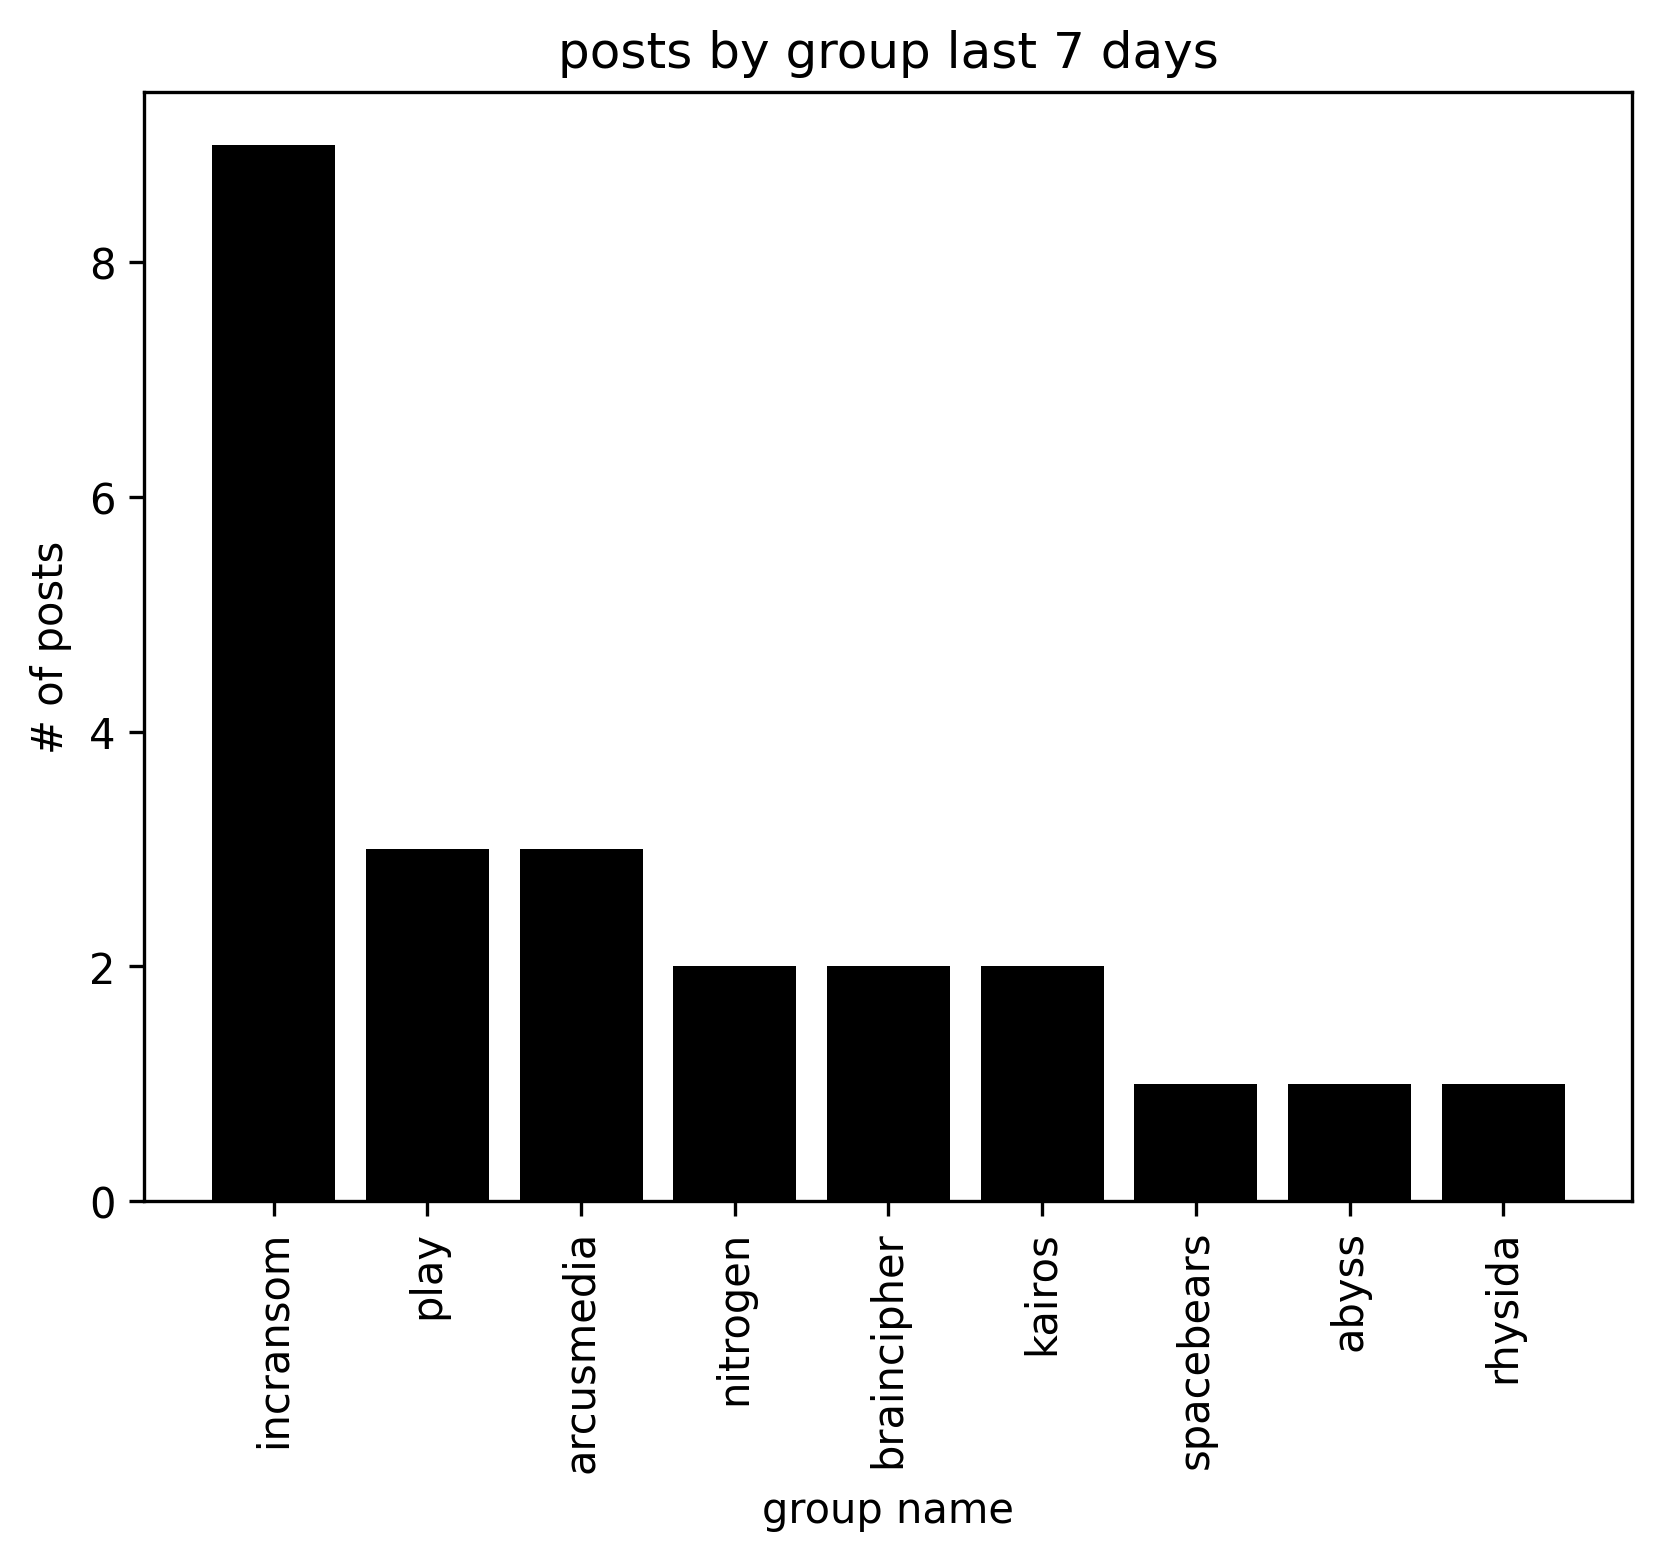 posts by group last 7 days
# of posts
8
6
4
2
0
incransom
play
arcusmedia
nitrogen
braincipher
kairos
spacebears
abyss
rhysida
group name